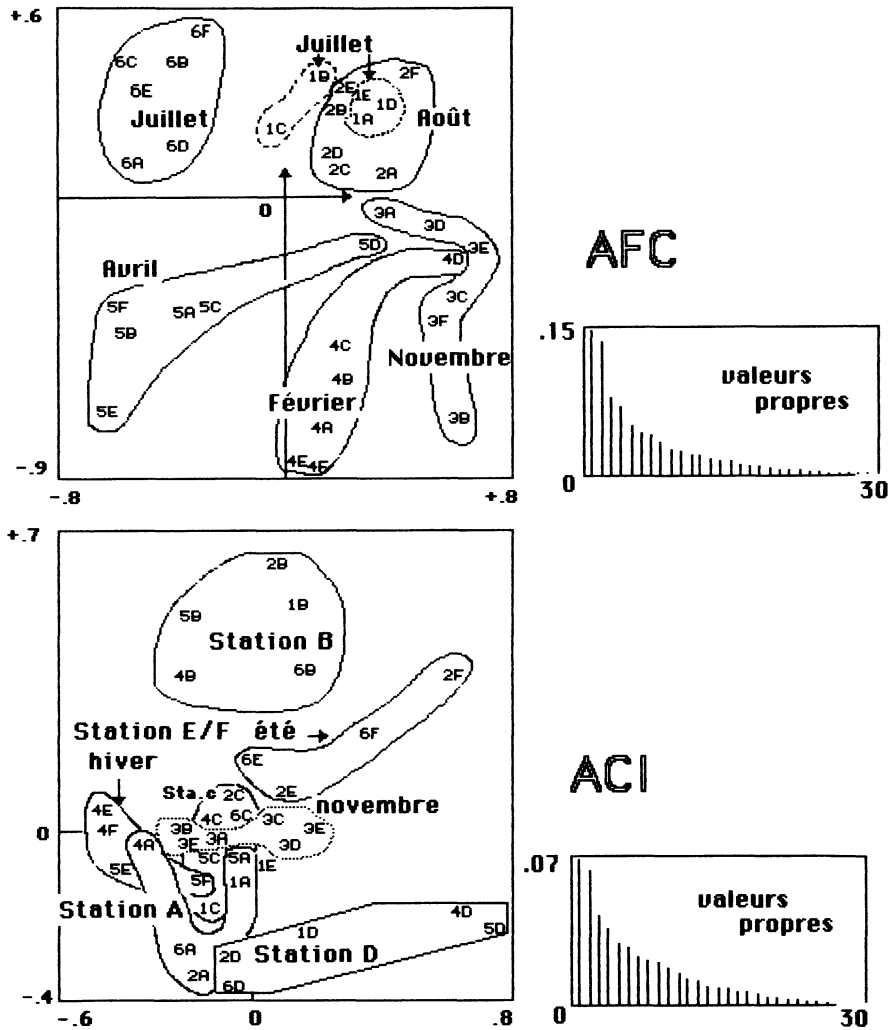 +.6
6F
6C 6B
6E
Juillet
6D
6A
Juillet
1B
2F
2E 1E
1D
2B
1A
Août
1C
2D
2C 2A
0
3A
3D
3E
5D
4D
Avril
5F
5A 5C
5B
3C
3F
4C
Novembre
4B
Février
5E
4A
3B
4E 4F
-.9
-.8
+.8
AFC
.15
valeurs
propres
0
30
+.7
2B
5B
1B
Station B
4B
6B
2F
Station E/F été
6F
hiver
6E
Sta.c
2C
2E
novembre
4E
4C 6C 3C
4F
3B
3E
0
4A
3E 3A
3D
5E
5C 5A 1E
5F
1A
Station A
1C
4D
1D
5D
6A
2D
Station D
2A
6D
-.4
-.6
0
.8
ACI
.07
valeurs
propres
0
30